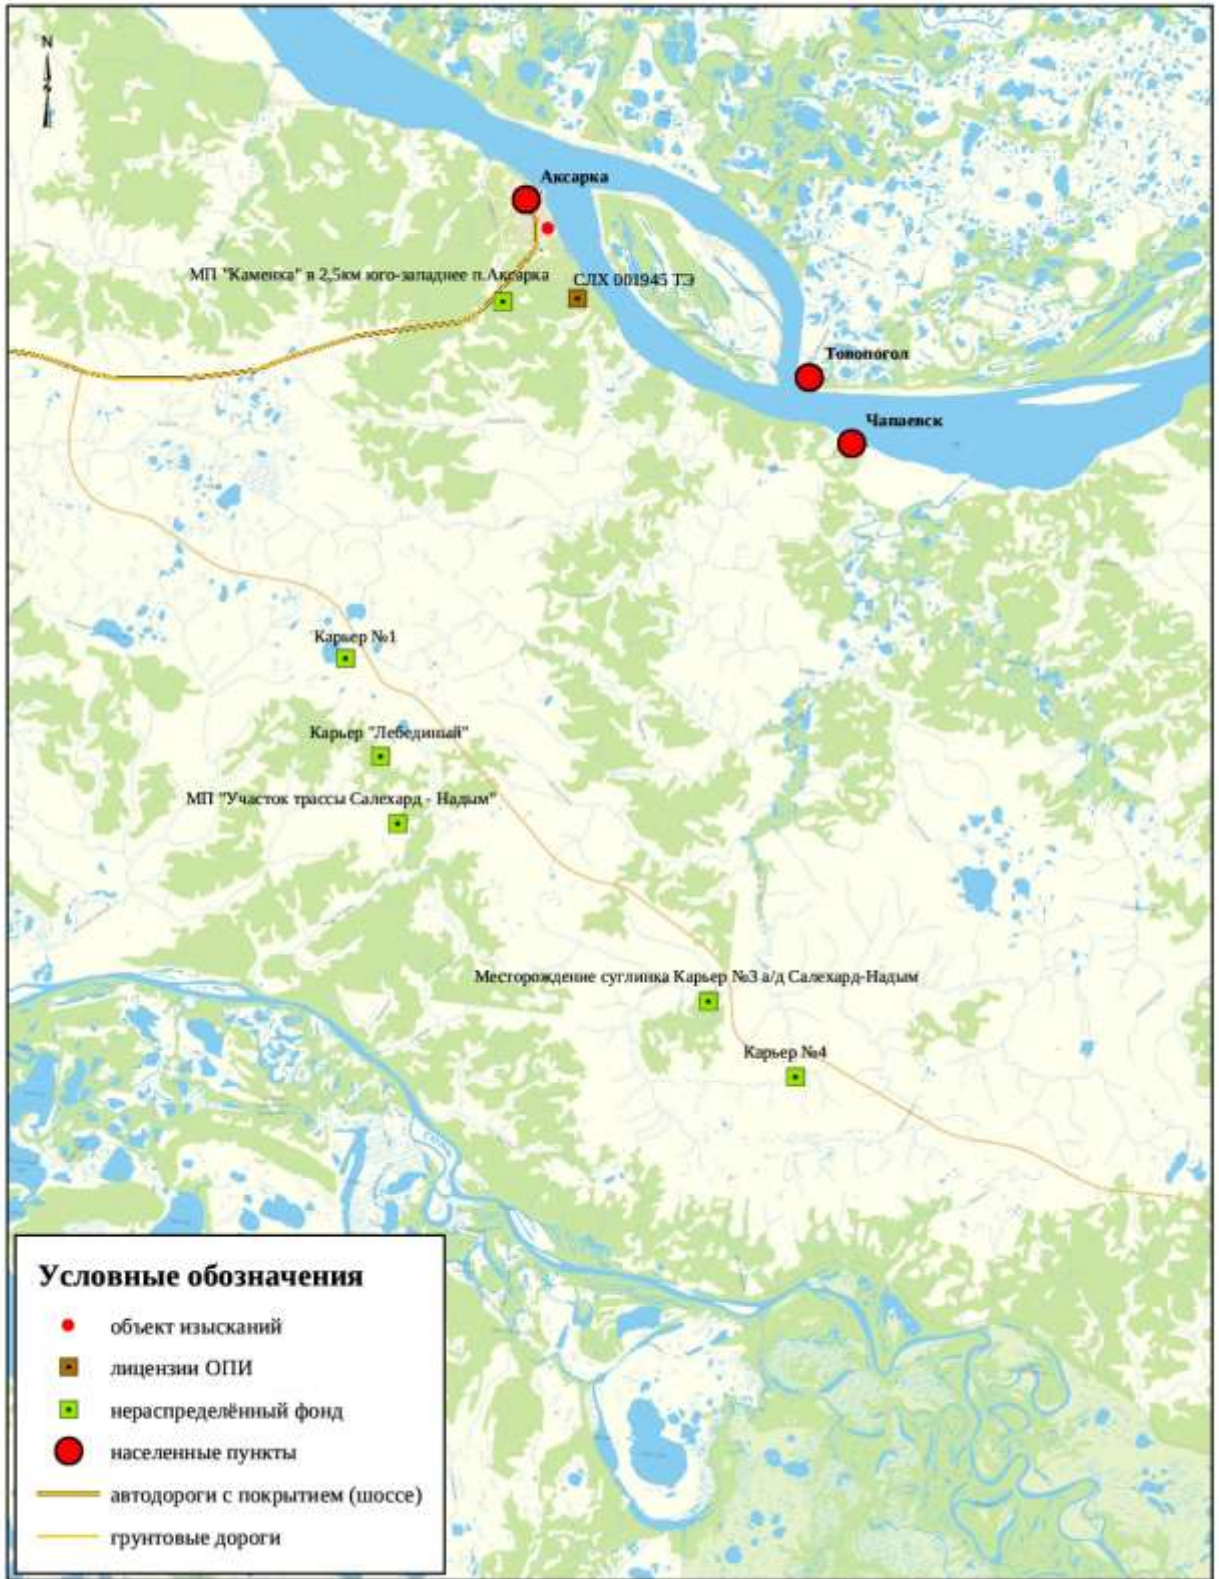 N
Аксарка
МП "Каменка" в 2,5км юго-западнее п.Аксарка
СЛХ 001945 ТЭ
Товопогол
Чапаевск
Карьер №1
Карьер "Лебединый"
МП "Участок трассы Салехард - Надым"
Месторождение суглинка Карьер №3 а/д Салехард-Надым
Карьер №4
Условные обозначения
объект изысканий
лицензии ОПИ
нераспределённый фонд
населенные пункты
автодороги с покрытием (шоссе)
грунтовые дороги